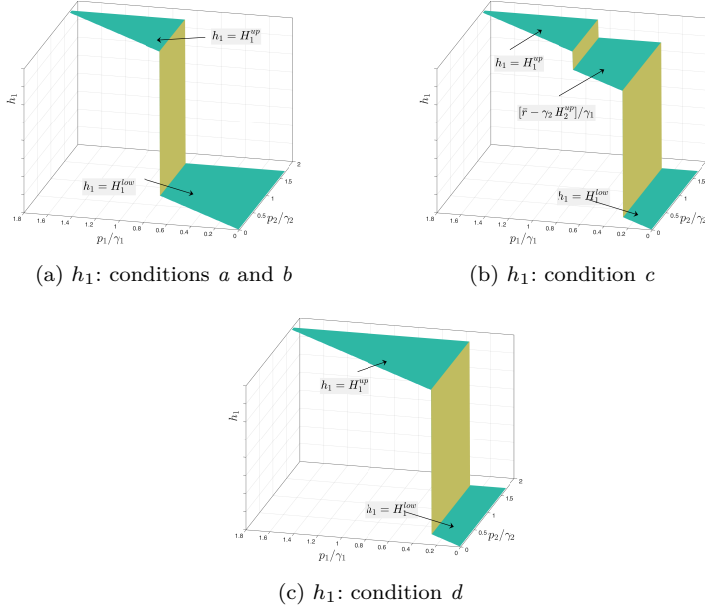 h_1 = H_1^{up}
h_1 = H_1^{low}
h_1
1.8 1.6 1.4 1.2 1 0.8 0.6 0.4 0.2 0
p_1/γ_1
0 0.5 1 1.5 2
p_2/γ_2
(a) h_1: conditions a and b
h_1 = H_1^{up}
[r̄ − γ_2 H_2^{up}]/γ_1
h_1 = H_1^{low}
h_1
1.8 1.6 1.4 1.2 1 0.8 0.6 0.4 0.2 0
p_1/γ_1
0 0.5 1 1.5
p_2/γ_2
(b) h_1: condition c
h_1 = H_1^{up}
h_1 = H_1^{low}
h_1
1.8 1.6 1.4 1.2 1 0.8 0.6 0.4 0.2 0
p_1/γ_1
0 0.5 1 1.5 2
p_2/γ_2
(c) h_1: condition d